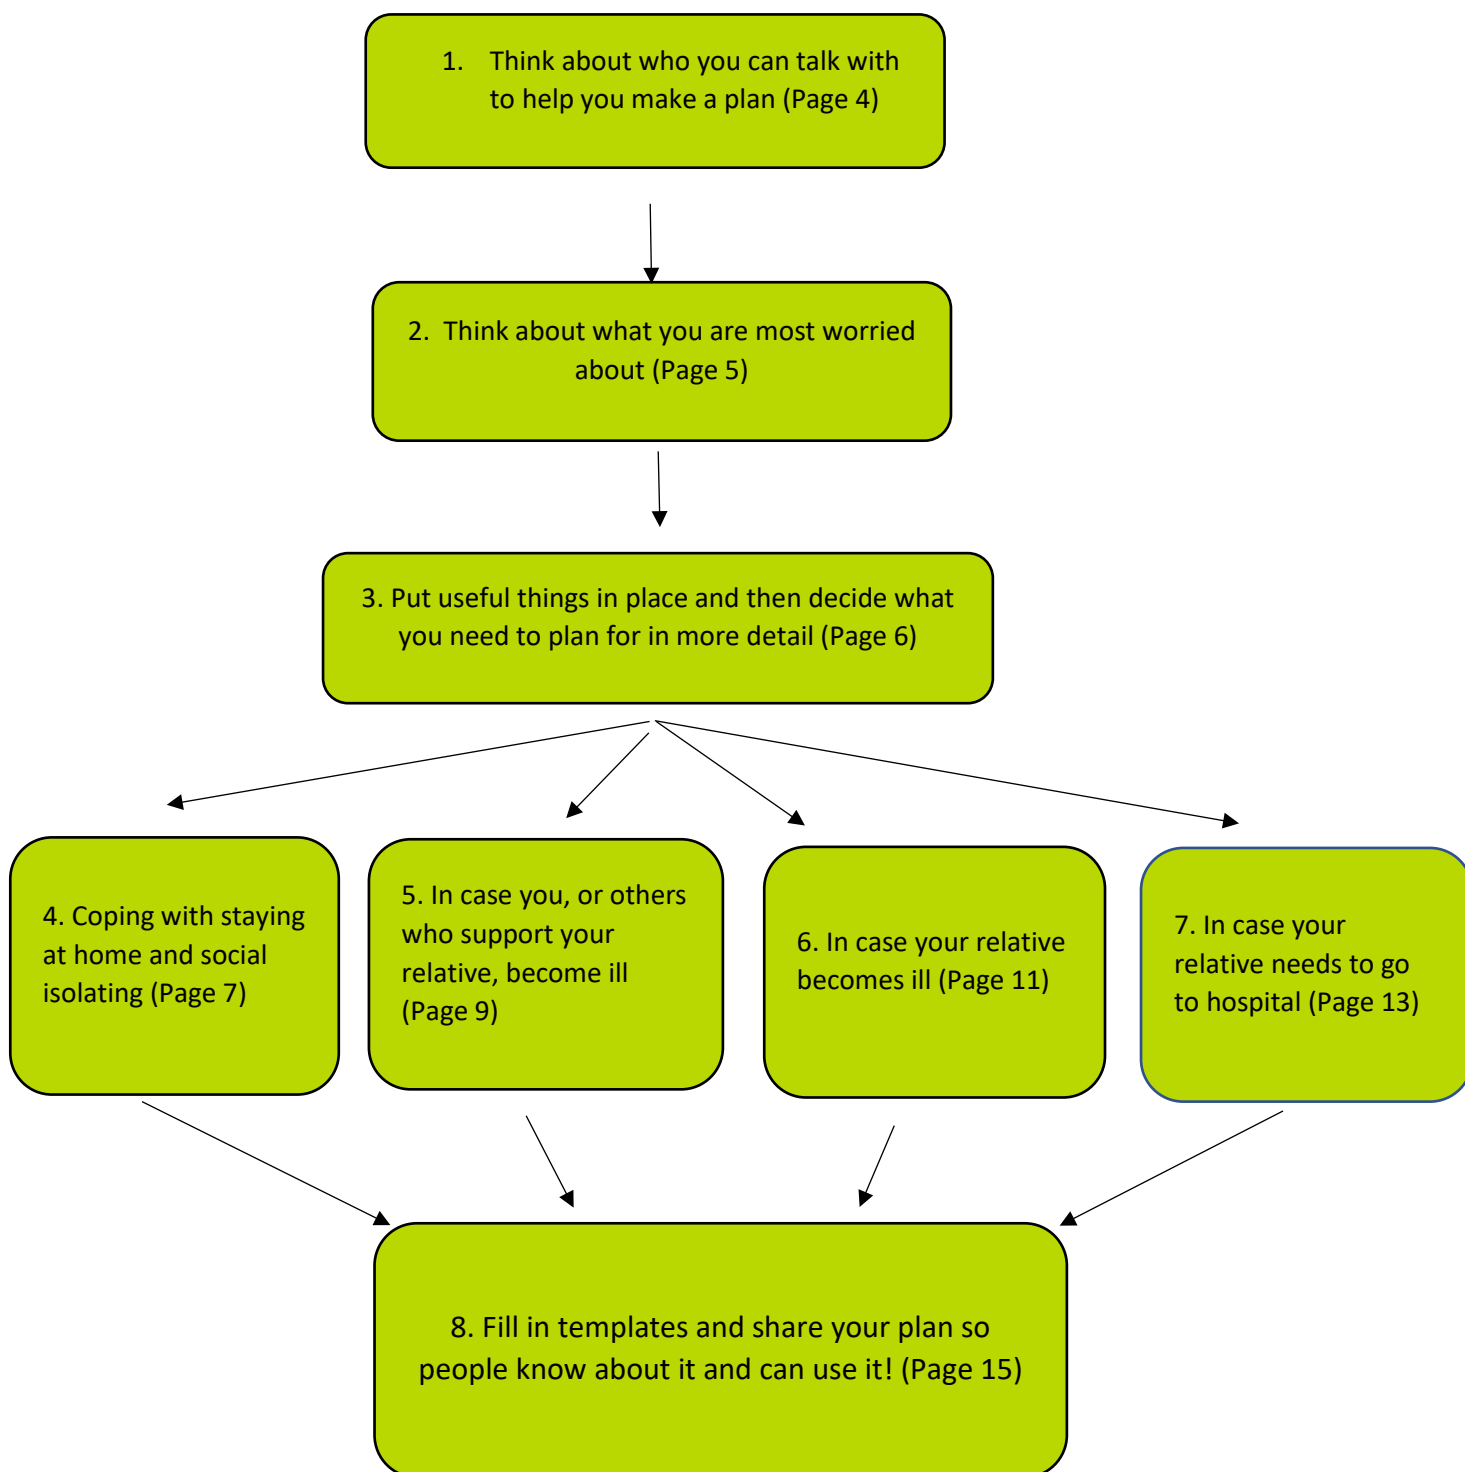 1. Think about who you can talk with
to help you make a plan (Page 4)
2. Think about what you are most worried
about (Page 5)
3. Put useful things in place and then decide what
you need to plan for in more detail (Page 6)
4. Coping with staying
at home and social
isolating (Page 7)
5. In case you, or others
who support your
relative, become ill
(Page 9)
6. In case your relative
becomes ill (Page 11)
7. In case your
relative needs to go
to hospital (Page 13)
8. Fill in templates and share your plan so
people know about it and can use it! (Page 15)